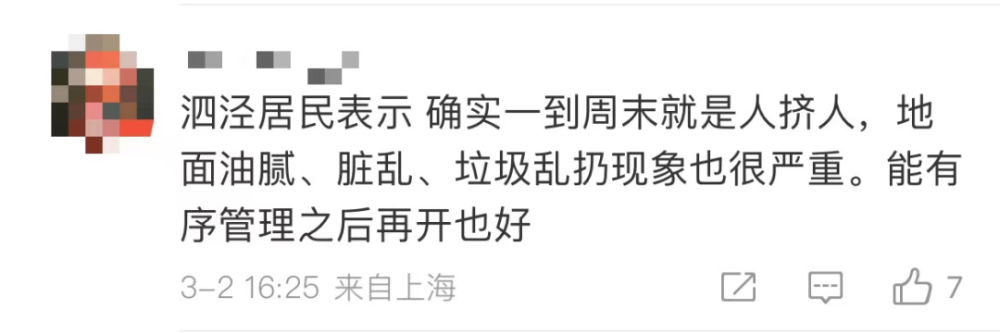 泗泾居民表示 确实一到周末就是人挤人，地
面油腻、脏乱、垃圾乱扔现象也很严重。能有
序管理之后再开也好
3-2 16:25 来自上海
7